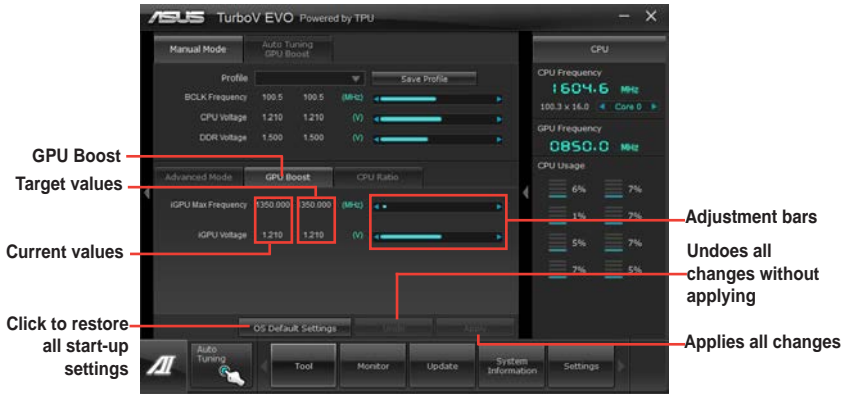 ASUS TurboV EVO Powered by TPU
Manual Mode
Auto Tuning
GPU Boost
CPU
Profile
Save Profile
BCLK Frequency 100.5 100.5 (MHz)
CPU Voltage 1.210 1.210 (V)
DDR Voltage 1.500 1.500 (V)
CPU Frequency
1604.6 MHz
100.3 x 16.0 Core 0
GPU Frequency
0850.0 MHz
CPU Usage
6% 7%
1% 7%
5% 7%
7% 5%
GPU Boost
Target values
Current values
Click to restore
all start-up
settings
Advanced Mode GPU Boost CPU Ratio
iGPU Max Frequency 1350.000 1350.000 (MHz)
iGPU Voltage 1.210 1.210 (V)
Adjustment bars
Undoes all
changes without
applying
Applies all changes
OS Default Settings Undo Apply
Auto
Tuning
Tool
Monitor
Update
System
Information
Settings